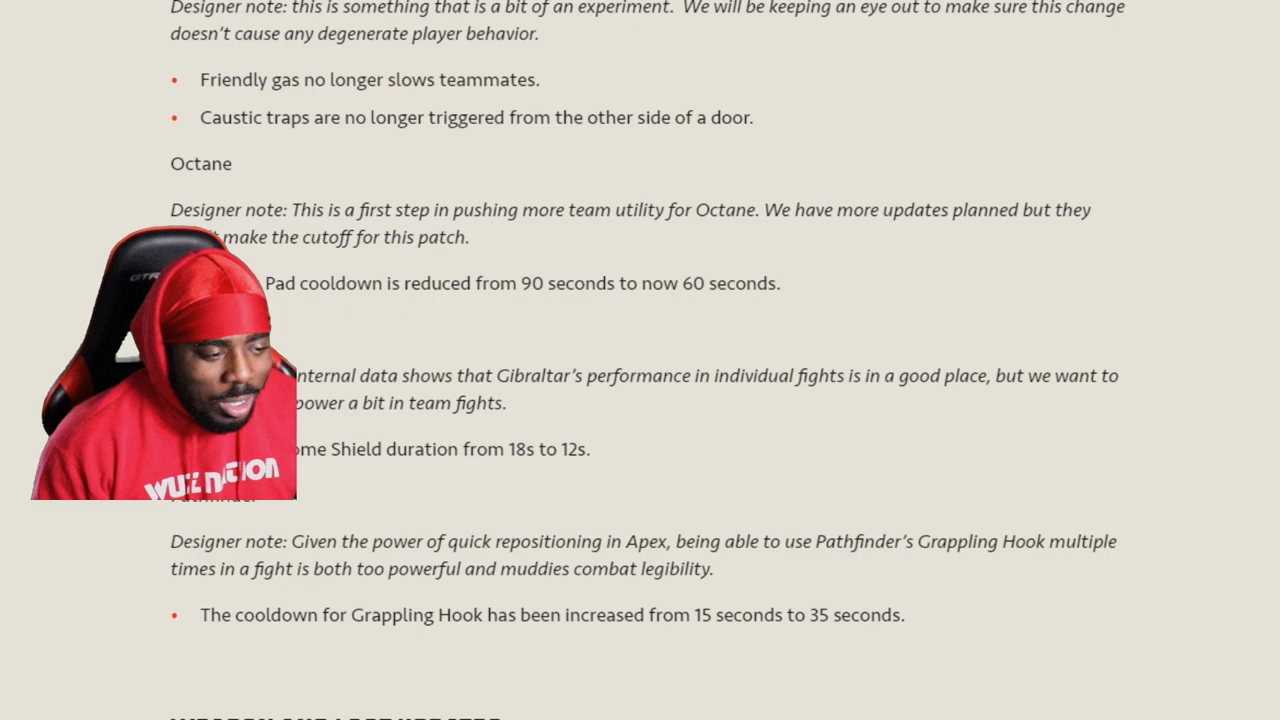 Designer note: this is something that is a bit of an experiment. We will be keeping an eye out to make sure this change
doesn't cause any degenerate player behavior.
• Friendly gas no longer slows teammates.
• Caustic traps are no longer triggered from the other side of a door.
Octane
Designer note: This is a first step in pushing more team utility for Octane. We have more updates planned but they
make the cutoff for this patch.
Pad cooldown is reduced from 90 seconds to now 60 seconds.
data shows that Gibraltar's performance in individual fights is in a good place, but we want to
power a bit in team fights.
Shield duration from 18s to 12s.
WUZ NATION
Designer note: Given the power of quick repositioning in Apex, being able to use Pathfinder's Grappling Hook multiple
times in a fight is both too powerful and muddies combat legibility.
• The cooldown for Grappling Hook has been increased from 15 seconds to 35 seconds.